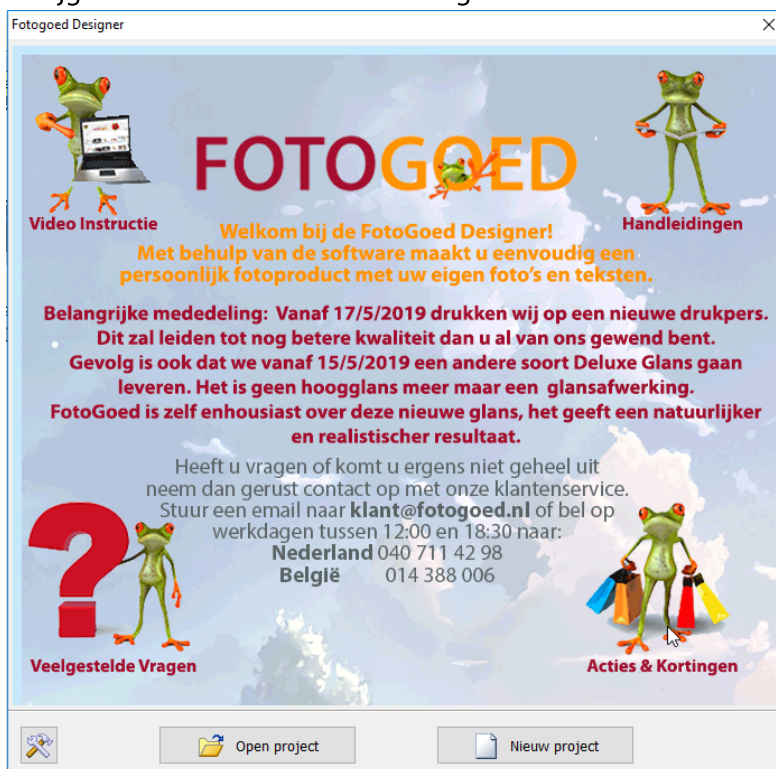 Fotogoed Designer
FOTOGOED
Video Instructie
Handleidingen
Welkom bij de FotoGoed Designer!
Met behulp van de software maakt u eenvoudig een
persoonlijk fotoproduct met uw eigen foto's en teksten.
Belangrijke mededeling: Vanaf 17/5/2019 drukken wij op een nieuwe drukpers.
Dit zal leiden tot nog betere kwaliteit dan u al van ons gewend bent.
Gevolg is ook dat we vanaf 15/5/2019 een andere soort Deluxe Glans gaan
leveren. Het is geen hoogglans meer maar een glansafwerking.
FotoGoed is zelf enhousiast over deze nieuwe glans, het geeft een natuurlijker
en realistischer resultaat.
Heeft u vragen of komt u ergens niet geheel uit
neem dan gerust contact op met onze klantenservice.
Stuur een email naar klant@fotogoed.nl of bel op
werkdagen tussen 12:00 en 18:30 naar:
Nederland 040 711 42 98
België 014 388 006
Veelgestelde Vragen
Acties & Kortingen
Open project
Nieuw project